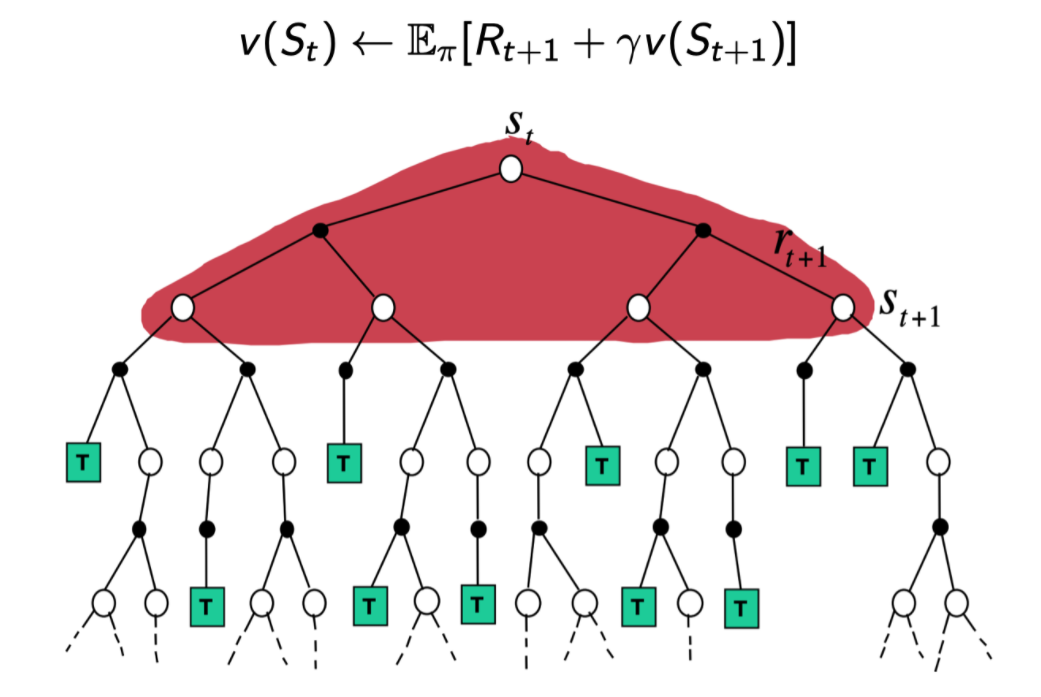 v(S_t) ← 𝔼_π[R_{t+1} + γv(S_{t+1})]
s_t
r_{t+1}
s_{t+1}
T T T T T
T T T T T